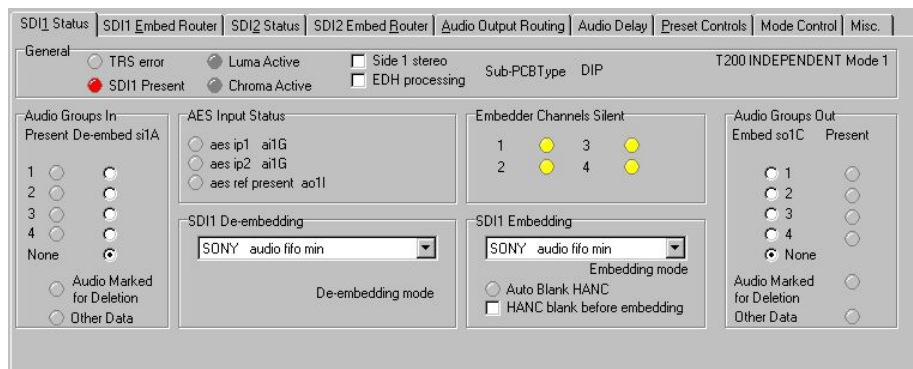 SDI1 Status SDI1 Embed Router SDI2 Status SDI2 Embed Router Audio Output Routing Audio Delay Preset Controls Mode Control Misc.
General
TRS error Luma Active Side 1 stereo Sub-PCBType DIP T200 INDEPENDENT Mode 1
SDI1 Present Chroma Active EDH processing
Audio Groups In
Present De-embed si1A
1
2
3
4
None
Audio Marked
for Deletion
Other Data
AES Input Status
aes ip1 ai1G
aes ip2 ai1G
aes ref present ao1I
SDI1 De-embedding
SONY audio fifo min
De-embedding mode
Embedder Channels Silent
1 3
2 4
SDI1 Embedding
SONY audio fifo min
Embedding mode
Auto Blank HANC
HANC blank before embedding
Audio Groups Out
Embed so1C Present
1
2
3
4
None
Audio Marked
for Deletion
Other Data